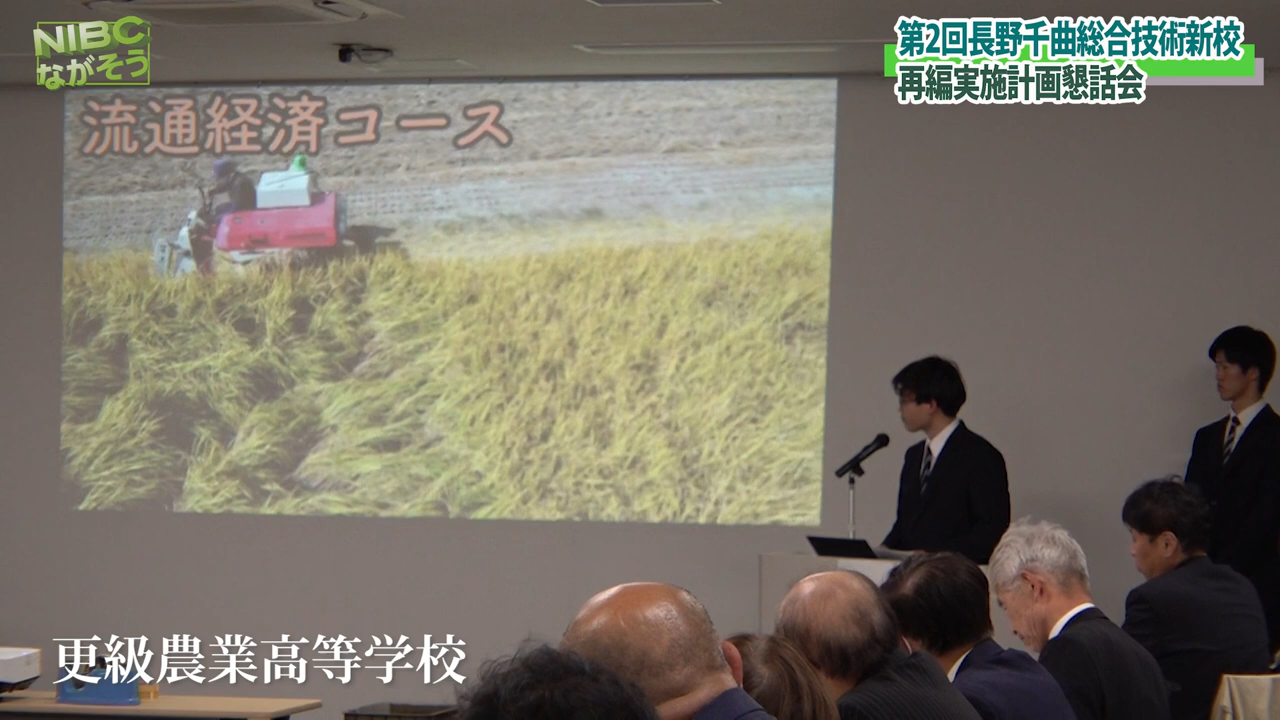 NIBC
ながそう
第2回長野千曲総合技術新校
再編実施計画懇話会
流通経済コース
更級農業高等学校